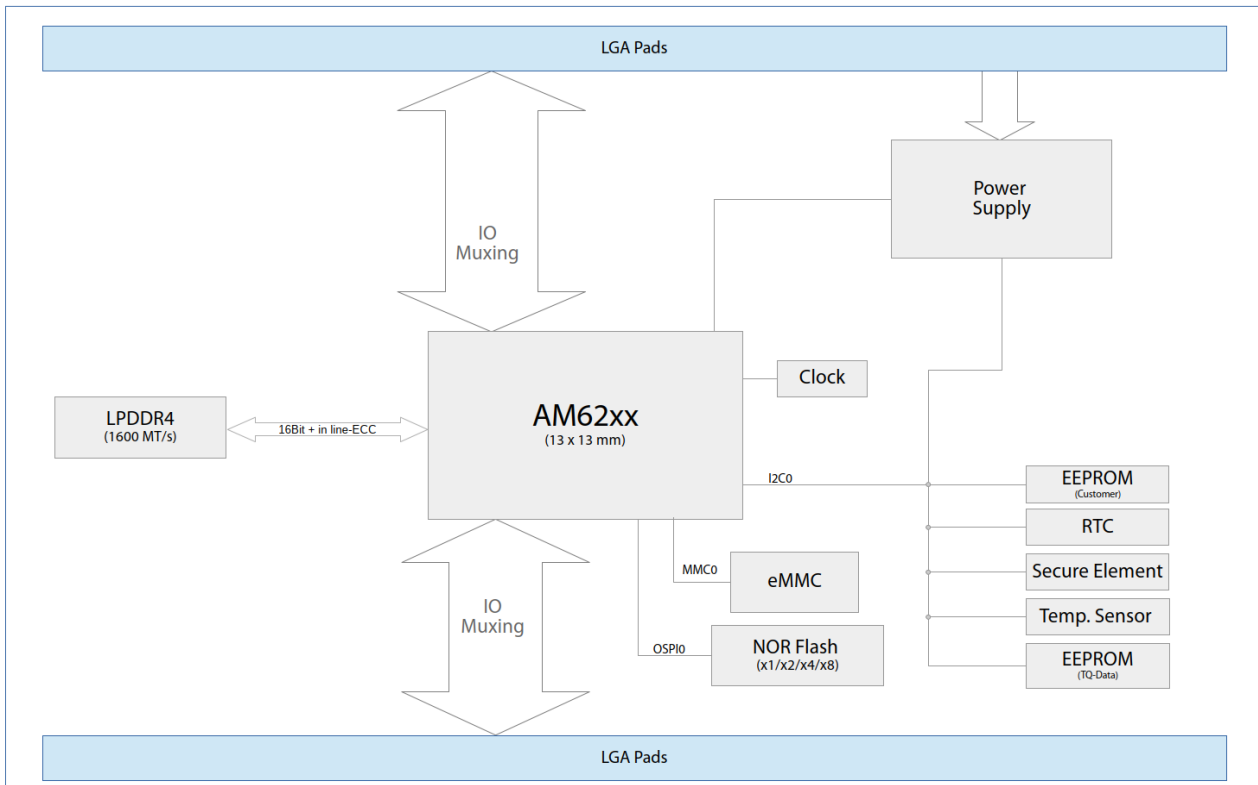 LGA Pads
Power
Supply
IO
Muxing
Clock
AM62xx
(13 x 13 mm)
LPDDR4
(1600 MT/s)
16Bit + in line-ECC
I2C0
EEPROM
(Customer)
RTC
Secure Element
Temp. Sensor
EEPROM
(TQ-Data)
MMC0
eMMC
IO
Muxing
OSPI0
NOR Flash
(x1/x2/x4/x8)
LGA Pads